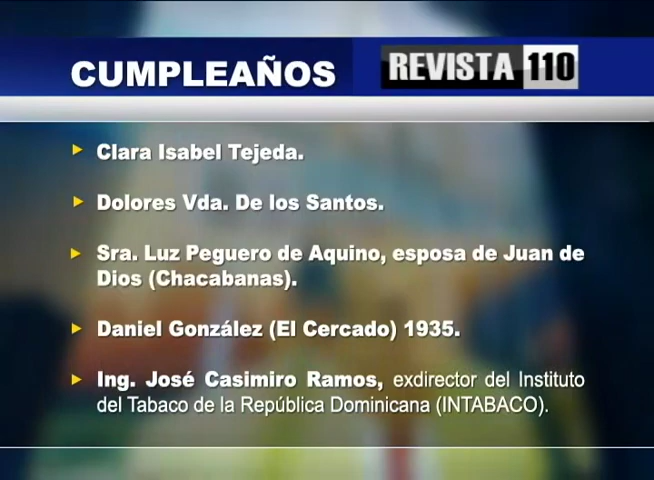 CUMPLEAÑOS REVISTA 110
Clara Isabel Tejeda.
Dolores Vda. De los Santos.
Sra. Luz Peguero de Aquino, esposa de Juan de
Dios (Chacabanas).
Daniel González (El Cercado) 1935.
Ing. José Casimiro Ramos, exdirector del Instituto
del Tabaco de la República Dominicana (INTABACO).